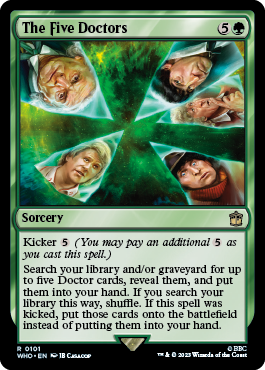 The Five Doctors 5
Sorcery
Kicker 5 (You may pay an additional 5 as
you cast this spell.)
Search your library and/or graveyard for up
to five Doctor cards, reveal them, and put
them into your hand. If you search your
library this way, shuffle. If this spell was
kicked, put those cards onto the battlefield
instead of putting them into your hand.
R 0101 © BBC
WHO • EN JB Casacop ™ & © 2023 Wizards of the Coast